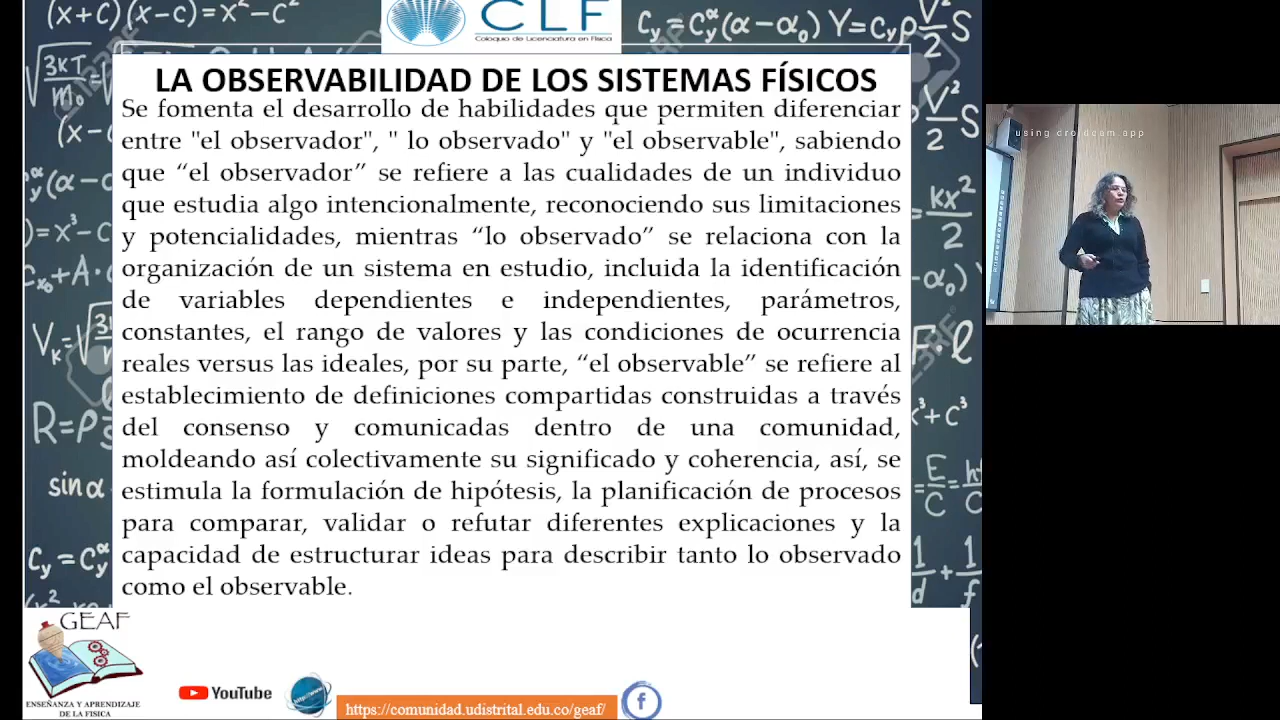 (x+C)(x-C)=x²-C²
CLF
Coloquio de Licenciatura en Física
LA OBSERVABILIDAD DE LOS SISTEMAS FÍSICOS
Se fomenta el desarrollo de habilidades que permiten diferenciar
entre "el observador", " lo observado" y "el observable", sabiendo
que “el observador” se refiere a las cualidades de un individuo
que estudia algo intencionalmente, reconociendo sus limitaciones
y potencialidades, mientras “lo observado” se relaciona con la
organización de un sistema en estudio, incluida la identificación
de variables dependientes e independientes, parámetros,
constantes, el rango de valores y las condiciones de ocurrencia
reales versus las ideales, por su parte, “el observable” se refiere al
establecimiento de definiciones compartidas construidas a través
del consenso y comunicadas dentro de una comunidad,
moldeando así colectivamente su significado y coherencia, así, se
estimula la formulación de hipótesis, la planificación de procesos
para comparar, validar o refutar diferentes explicaciones y la
capacidad de estructurar ideas para describir tanto lo observado
como el observable.
using droidcam app
sin α
GEAF
ENSEÑANZA Y APRENDIZAJE
DE LA FISICA
YouTube
https://comunidad.udistrital.edu.co/geaf/